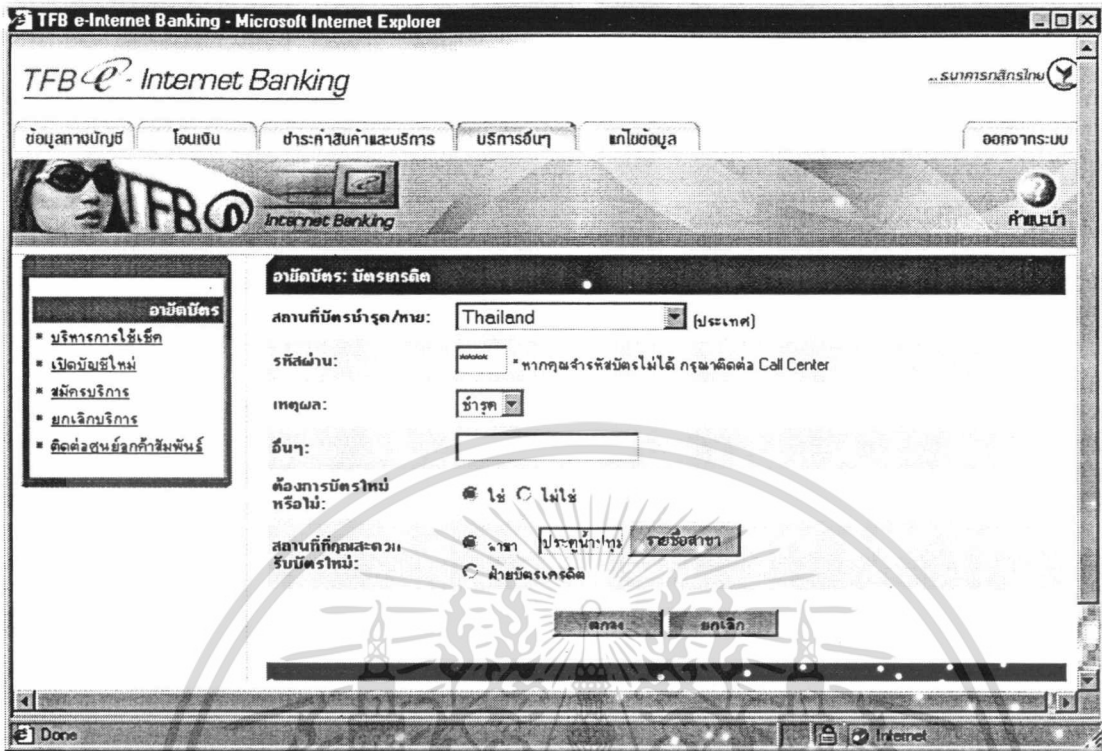 TFB e-Internet Banking - Microsoft Internet Explorer
TFB e - Internet Banking
... ธนาคารกสิกรไทย
ข้อมูลทางบัญชี โอนเงิน ชำระค่าสินค้าและบริการ บริการอื่นๆ แก้ไขข้อมูล ออกจากระบบ
TFB e Internet Banking คำแนะนำ
อายัดบัตร
บริหารการใช้เช็ค
เปิดบัญชีใหม่
สมัครบริการ
ยกเลิกบริการ
ติดต่อศูนย์ลูกค้าสัมพันธ์
อายัดบัตร: บัตรเครดิต
สถานที่บัตรชำรุด/หาย: Thailand (ประเทศ)
รหัสผ่าน: ****** * หากคุณจำรหัสบัตรไม่ได้ กรุณาติดต่อ Call Center
เหตุผล: ชำรุด
อื่นๆ:
ต้องการบัตรใหม่
หรือไม่: ใช่ ไม่ใช่
สถานที่ที่คุณสะดวก
รับบัตรใหม่: สาขา ประตูน้ำ รายชื่อสาขา
ฝ่ายบัตรเครดิต
ตกลง ยกเลิก
Done Internet